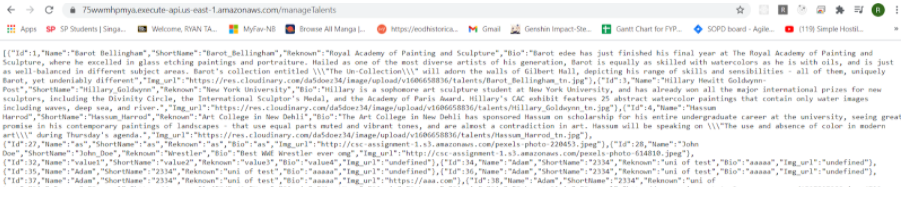 75wwmhpmya.execute-api.us-east-1.amazonaws.com/manageTalents
Apps SP SP Students | Singa... Welcome, RYAN TA... MyFav-NB Browse All Manga |... https://eodhistorica... Gmail Genshin Impact-Ste... Gantt Chart for FYP... SOPD board - Agile... (119) Simple Hostil...
[{"Id":1,"Name":"Barot Bellingham","ShortName":"Barot_Bellingham","Reknown":"Royal Academy of Painting and Sculpture","Bio":"Barot edee has just finished his final year at The Royal Academy of Painting and
Sculpture, where he excelled in glass etching paintings and portraiture. Hailed as one of the most diverse artists of his generation, Barot is equally as skilled with watercolors as he is with oils, and is just
as well-balanced in different subject areas. Barot's collection entitled \\\"The Un-Collection\\\" will adorn the walls of Gilbert Hall, depicting his range of skills and sensibilities - all of them, uniquely
Barot, yet undeniably different","Img_url":"https://res.cloudinary.com/da5doez34/image/upload/v1606658888/talents/Barot_Bellingham_tn.jpg"},{"Id":3,"Name":"Hillary Hewitt Goldwynn-
Post","ShortName":"Hillary_Goldwynn","Reknown":"New York University","Bio":"Hillary is a sophomore art sculpture student at New York University, and has already won all the major international prizes for new
sculptors, including the Divinity Circle, the International Sculptor's Medal, and the Academy of Paris Award. Hillary's CAC exhibit features 25 abstract watercolor paintings that contain only water images
including waves, deep sea, and river.","Img_url":"https://res.cloudinary.com/da5doez34/image/upload/v1606658888/talents/Hillary_Goldwynn_tn.jpg"},{"Id":4,"Name":"Hassum
Harrod","ShortName":"Hassum_Harrod","Reknown":"Art College in New Dehli","Bio":"The Art College in New Dehli has sponsored Hassum on scholarship for his entire undergraduate career at the university, seeing great
promise in his contemporary paintings of landscapes - that use equal parts muted and vibrant tones, and are almost a contradiction in art. Hassum will be speaking on \\\"The use and absence of color in modern
art\\\" during Thursday's agenda.","Img_url":"https://res.cloudinary.com/da5doez34/image/upload/v1606658888/talents/Hassum_Harrod_tn.jpg"},
{"Id":27,"Name":"as","ShortName":"as","Reknown":"as","Bio":"as","Img_url":"http://csc-assignment-1.s3.amazonaws.com/pexels-photo-220453.jpeg"},{"Id":28,"Name":"John
Doe","ShortName":"John_Doe","Reknown":"Wrestler","Bio":"Best WWE Wrestler ever omg","Img_url":"http://csc-assignment-1.s3.amazonaws.com/pexels-photo-614810.jpeg"},
{"Id":32,"Name":"value1","ShortName":"value2","Reknown":"value3","Bio":"value4","Img_url":"undefined"},{"Id":34,"Name":"Adam","ShortName":"2334","Reknown":"uni of test","Bio":"aaaaa","Img_url":"undefined"},
{"Id":35,"Name":"Adam","ShortName":"2334","Reknown":"uni of test","Bio":"aaaaa","Img_url":"undefined"},{"Id":36,"Name":"Adam","ShortName":"2334","Reknown":"uni of test","Bio":"aaaaa","Img_url":"undefined"},
{"Id":37,"Name":"Adam","ShortName":"2334","Reknown":"uni of test","Bio":"aaaaa","Img_url":"https://aaa.com"},{"Id":38,"Name":"Adam","ShortName":"2334","Reknown":"uni of